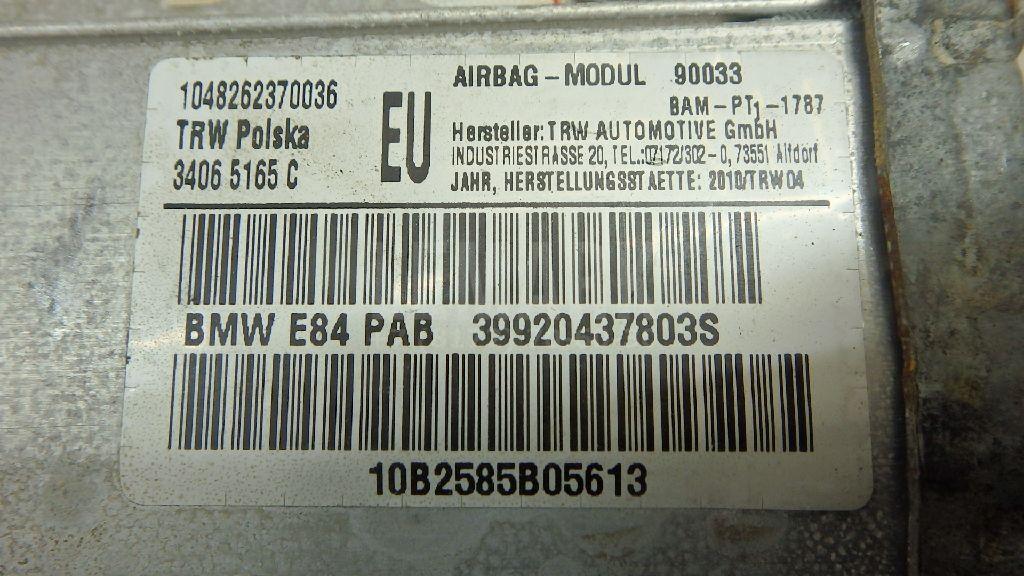 1048262370036
TRW Polska
3406 5165 C
EU
AIRBAG-MODUL 90033
BAM-PT1-1787
Hersteller: TRW AUTOMOTIVE GmbH
INDUSTRIESTRASSE 20, TEL.:07172/302-0, 73551 Alfdorf
JAHR, HERSTELLUNGSSTAETTE: 2010/TRW04
BMW E84 PAB 39920437803S
10B2585B05613